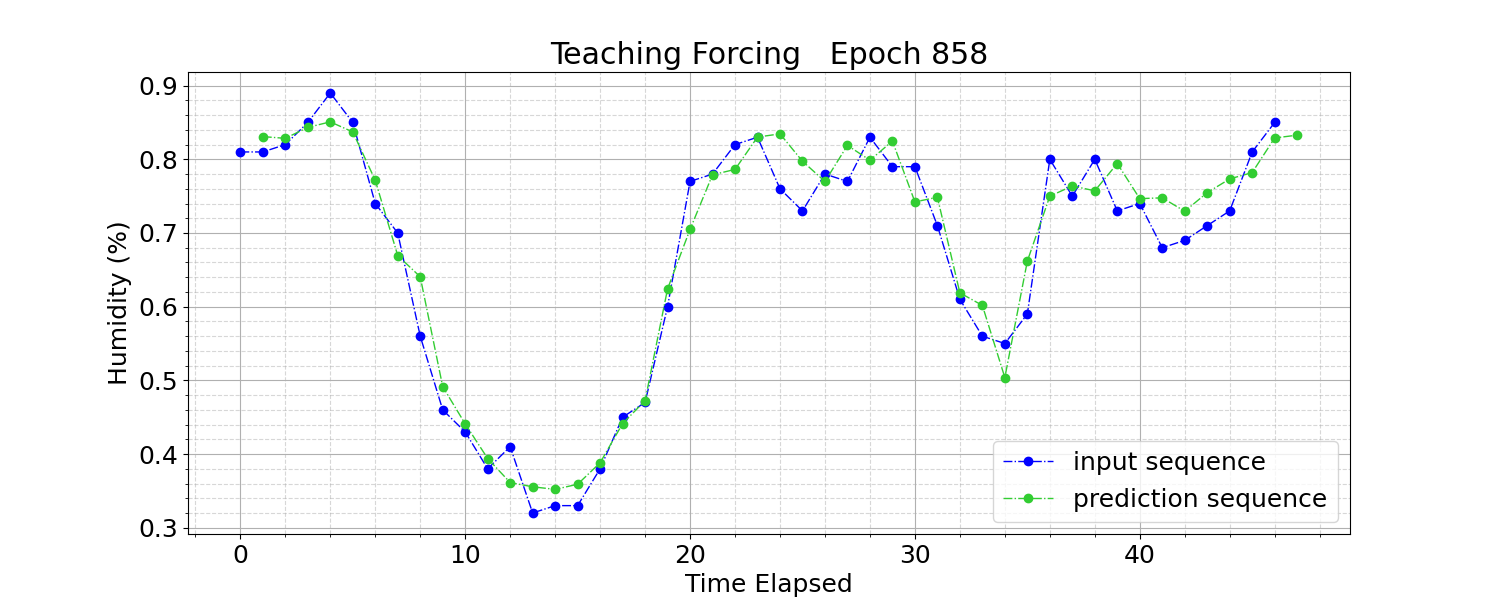 Teaching Forcing   Epoch 858
Humidity (%)
0.9
0.8
0.7
0.6
0.5
0.4
0.3
input sequence
prediction sequence
0 10 20 30 40
Time Elapsed